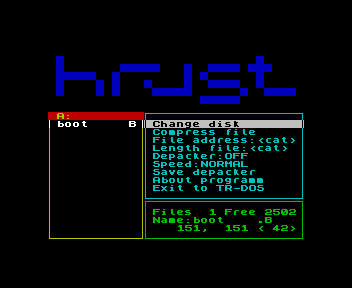 hrust
A:
boot B
Change disk
Compress file
File address:<cat>
Length file:<cat>
Depacker:OFF
Speed:NORMAL
Save depacker
About programm
Exit to TR-DOS
Files 1 Free 2502
Name:boot .B
151, 151 < 42>